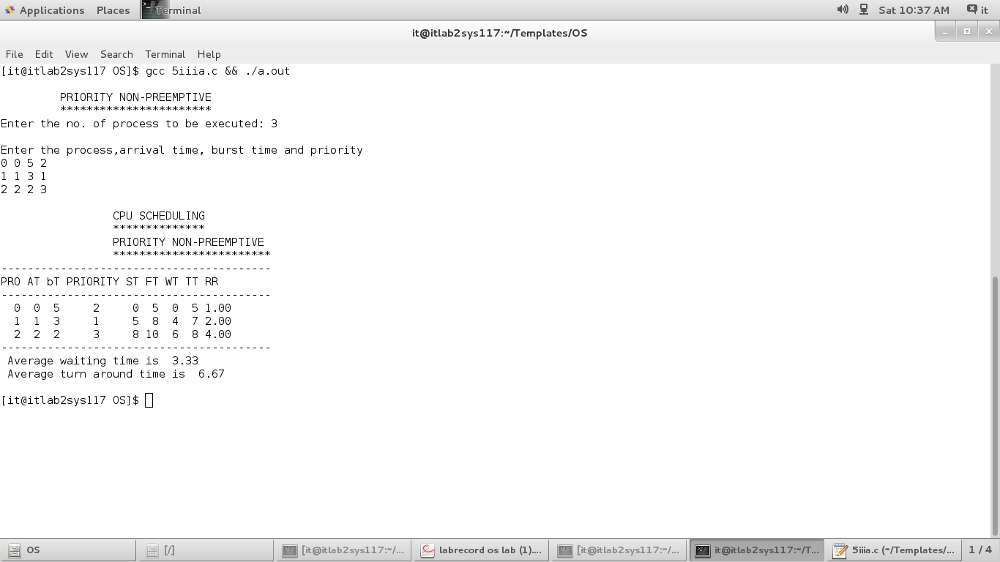 Applications Places Terminal Sat 10:37 AM it
it@itlab2sys117:~/Templates/OS
File Edit View Search Terminal Help
[it@itlab2sys117 OS]$ gcc 5iiia.c && ./a.out
PRIORITY NON-PREEMPTIVE
***********************
Enter the no. of process to be executed: 3
Enter the process,arrival time, burst time and priority
0 0 5 2
1 1 3 1
2 2 2 3
CPU SCHEDULING
**************
PRIORITY NON-PREEMPTIVE
************************
-----------------------------------------
PRO AT bT PRIORITY ST FT WT TT RR
-----------------------------------------
0 0 5 2 0 5 0 5 1.00
1 1 3 1 5 8 4 7 2.00
2 2 2 3 8 10 6 8 4.00
-----------------------------------------
Average waiting time is 3.33
Average turn around time is 6.67
[it@itlab2sys117 OS]$
OS [/] [it@itlab2sys117:~/... labrecord os lab (1).... [it@itlab2sys117:~/... it@itlab2sys117:~/T... 5iiia.c (~/Templates/... 1 / 4